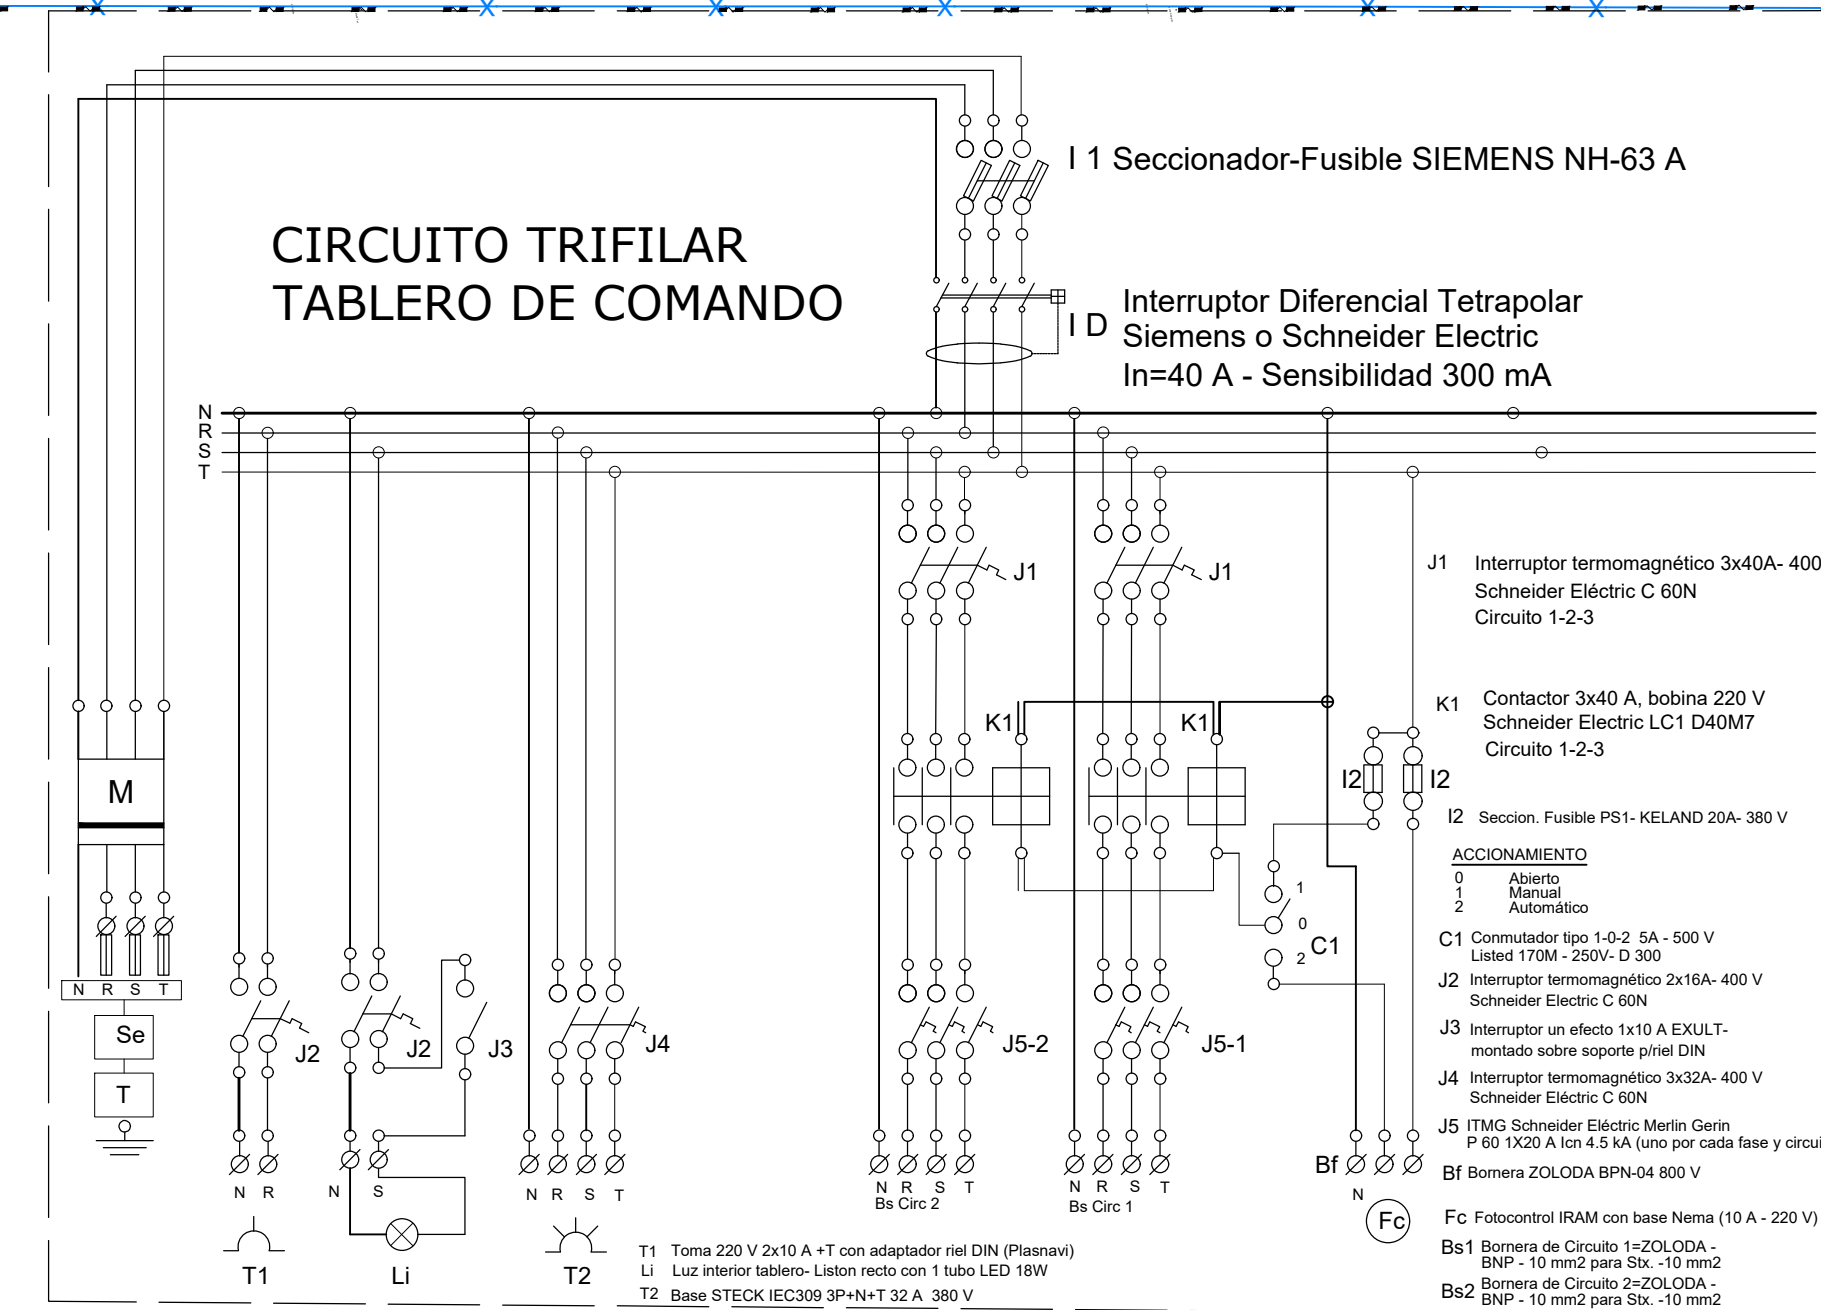 I 1 Seccionador-Fusible SIEMENS NH-63 A
CIRCUITO TRIFILAR
TABLERO DE COMANDO
I D
Interruptor Diferencial Tetrapolar
Siemens o Schneider Electric
In=40 A - Sensibilidad 300 mA
N
R
S
T
J1
J1
J1 Interruptor termomagnético 3x40A- 400
Schneider Eléctric C 60N
Circuito 1-2-3
K1
K1
K1 Contactor 3x40 A, bobina 220 V
Schneider Electric LC1 D40M7
Circuito 1-2-3
M
I2
I2
I2 Seccion. Fusible PS1- KELAND 20A- 380 V
ACCIONAMIENTO
0 Abierto
1 Manual
2 Automático
1
0
2
C1
C1 Conmutador tipo 1-0-2 5A - 500 V
Listed 170M - 250V- D 300
N R S T
Se
T
J2
J2
J3
J4
J5-2
J5-1
J2 Interruptor termomagnético 2x16A- 400 V
Schneider Electric C 60N
J3 Interruptor un efecto 1x10 A EXULT-
montado sobre soporte p/riel DIN
J4 Interruptor termomagnético 3x32A- 400 V
Schneider Eléctric C 60N
J5 ITMG Schneider Eléctric Merlin Gerin
P 60 1X20 A Icn 4.5 kA (uno por cada fase y circui
Bf
Bf Bornera ZOLODA BPN-04 800 V
N R
N S
N R S T
N R S T
Bs Circ 2
N R S T
Bs Circ 1
N
Fc
Fc Fotocontrol IRAM con base Nema (10 A - 220 V)
Bs1 Bornera de Circuito 1=ZOLODA -
BNP - 10 mm2 para Stx. -10 mm2
Bs2 Bornera de Circuito 2=ZOLODA -
BNP - 10 mm2 para Stx. -10 mm2
T1
Li
T2
T1 Toma 220 V 2x10 A +T con adaptador riel DIN (Plasnavi)
Li Luz interior tablero- Liston recto con 1 tubo LED 18W
T2 Base STECK IEC309 3P+N+T 32 A 380 V